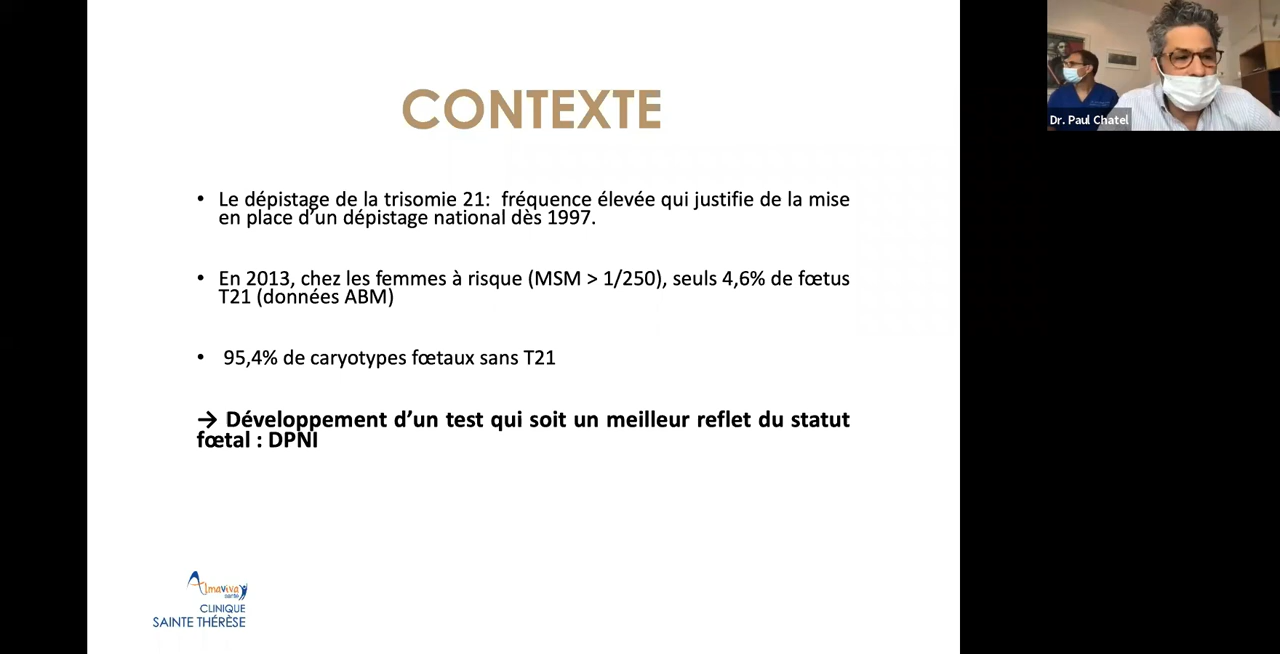 CONTEXTE
• Le dépistage de la trisomie 21: fréquence élevée qui justifie de la mise
en place d’un dépistage national dès 1997.
• En 2013, chez les femmes à risque (MSM > 1/250), seuls 4,6% de fœtus
T21 (données ABM)
• 95,4% de caryotypes fœtaux sans T21
→ Développement d’un test qui soit un meilleur reflet du statut
fœtal : DPNI
Almaviva
santé
CLINIQUE
SAINTE THÉRÈSE
Dr. Paul Chatel